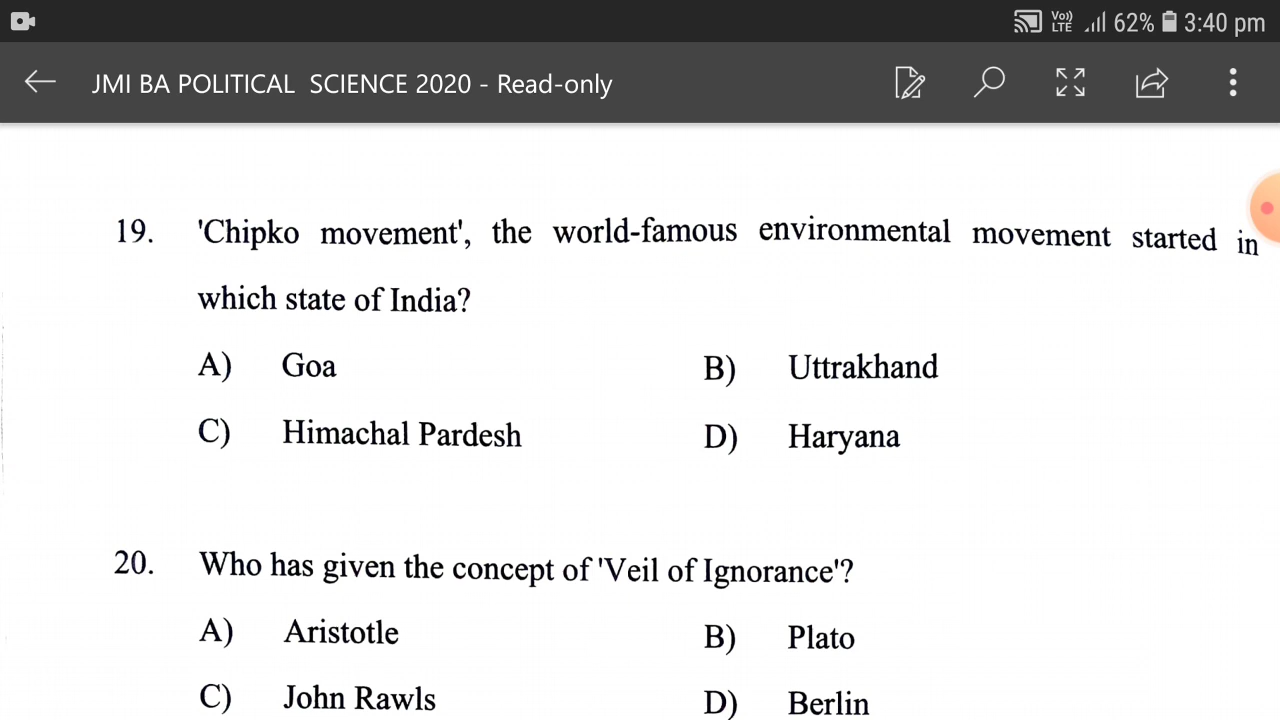 Vo) LTE 62% 3:40 pm
JMI BA POLITICAL SCIENCE 2020 - Read-only
19. 'Chipko movement', the world-famous environmental movement started in
which state of India?
A) Goa B) Uttrakhand
C) Himachal Pardesh D) Haryana
20. Who has given the concept of 'Veil of Ignorance'?
A) Aristotle B) Plato
C) John Rawls D) Berlin